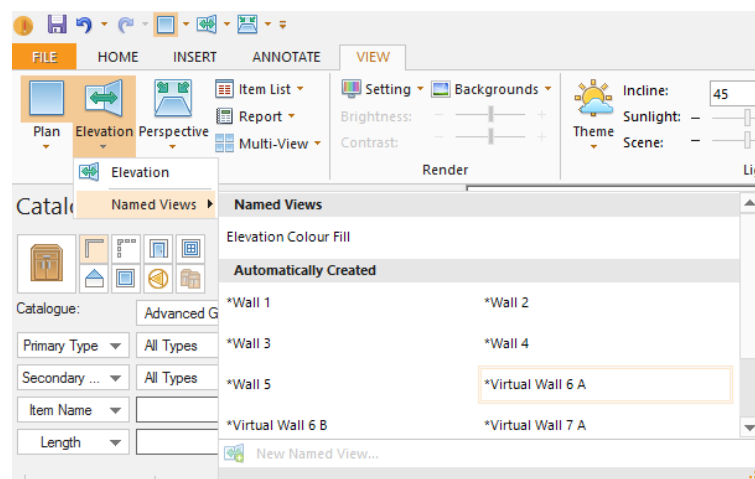 FILE HOME INSERT ANNOTATE VIEW
Plan Elevation Perspective
Item List
Report
Multi-View
Setting Backgrounds
Brightness:
Contrast:
Render
Theme
Incline: 45
Sunlight:
Scene:
Elevation
Named Views
Named Views
Elevation Colour Fill
Automatically Created
*Wall 1 *Wall 2
*Wall 3 *Wall 4
*Wall 5 *Virtual Wall 6 A
*Virtual Wall 6 B *Virtual Wall 7 A
New Named View...
Catalogue: Advanced G
Primary Type All Types
Secondary ... All Types
Item Name
Length